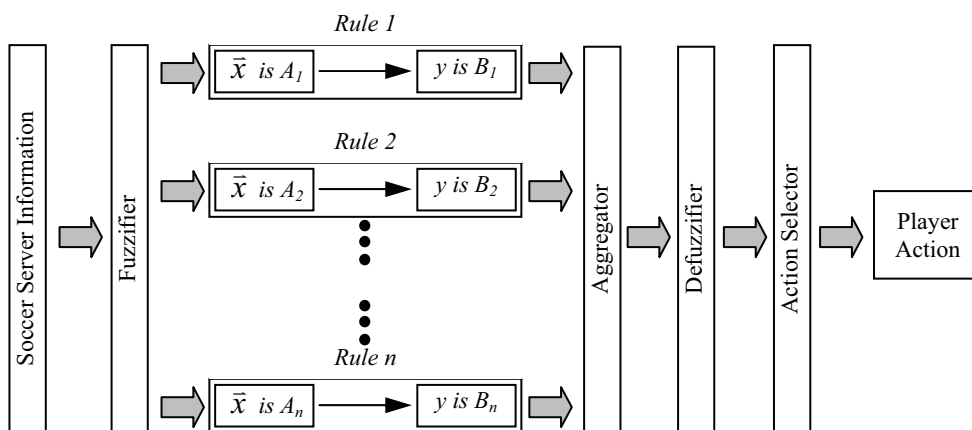 Soccer Server Information
Fuzzifier
Rule 1
x⃗ is A₁
y is B₁
Rule 2
x⃗ is A₂
y is B₂
Rule n
x⃗ is Aₙ
y is Bₙ
Aggregator
Defuzzifier
Action Selector
Player
Action